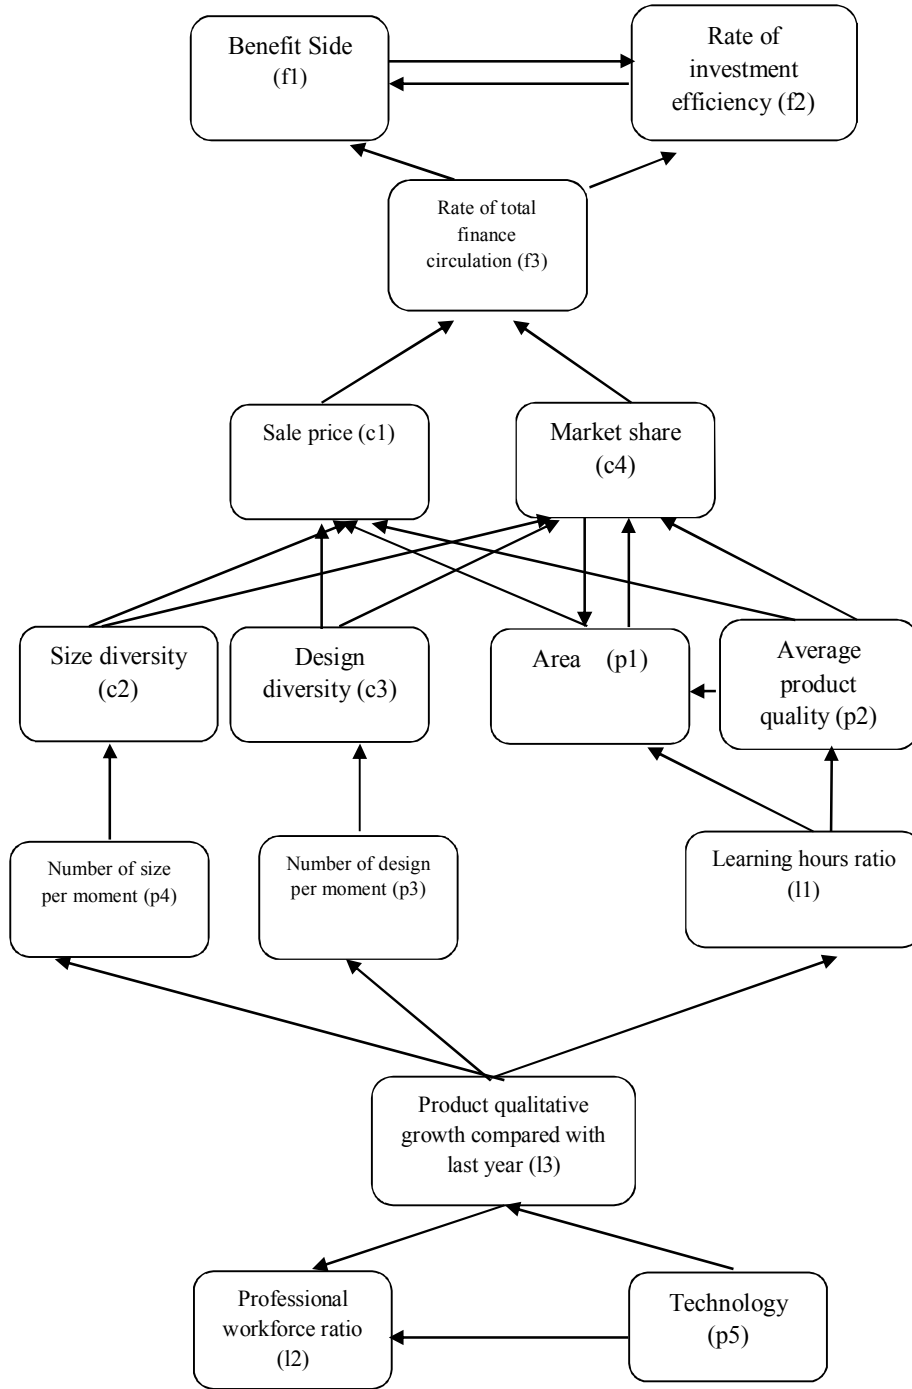 Benefit Side
(f1)
Rate of
investment
efficiency (f2)
Rate of total
finance
circulation (f3)
Sale price (c1)
Market share
(c4)
Size diversity
(c2)
Design
diversity (c3)
Area (p1)
Average
product
quality (p2)
Number of size
per moment (p4)
Number of design
per moment (p3)
Learning hours ratio
(l1)
Product qualitative
growth compared with
last year (l3)
Professional
workforce ratio
(l2)
Technology
(p5)